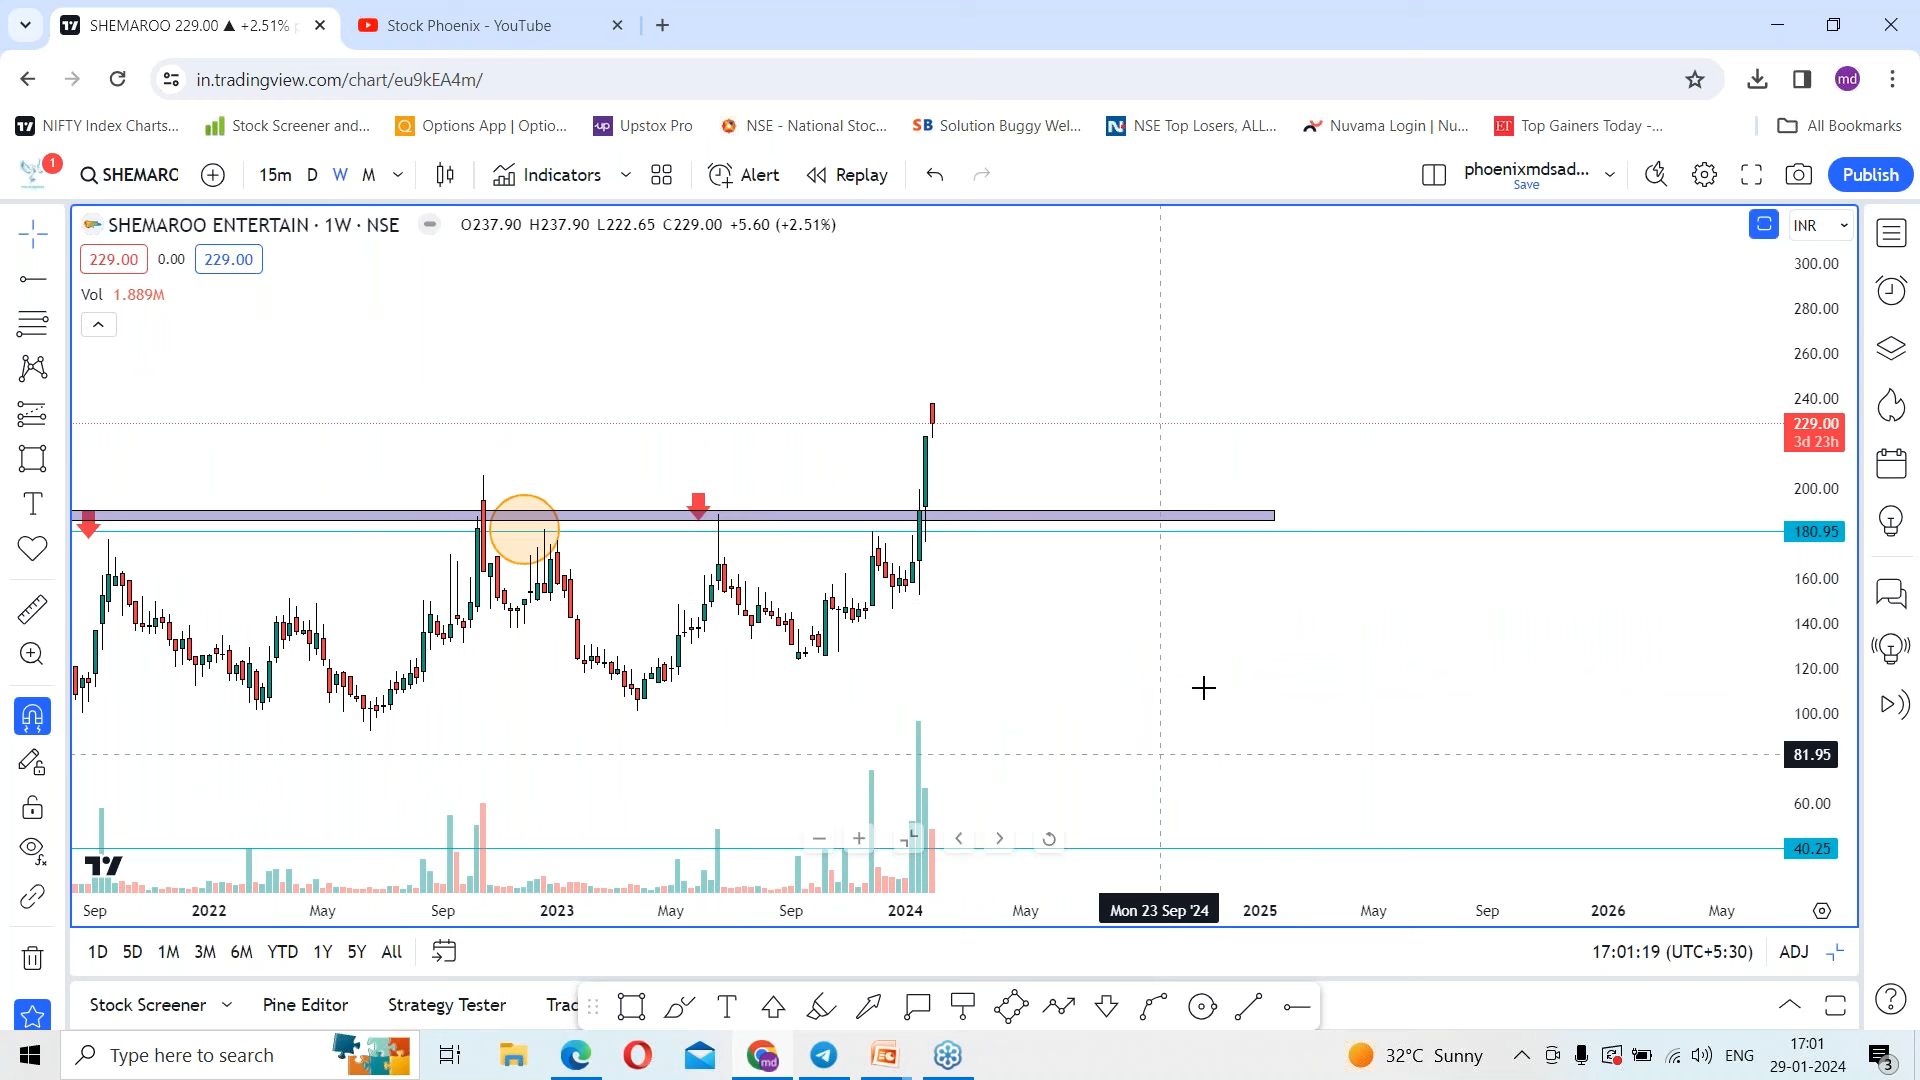 SHEMAROO 229.00 ▲ +2.51%
Stock Phoenix - YouTube
in.tradingview.com/chart/eu9kEA4m/
md
NIFTY Index Charts...
Stock Screener and...
Options App | Optio...
up Upstox Pro
NSE - National Stoc...
SB Solution Buggy Wel...
NSE Top Losers, ALL...
Nuvama Login | Nu...
ET Top Gainers Today -...
All Bookmarks
1
SHEMARC
15m D W M
Indicators
Alert
Replay
phoenixmdsad...
Save
Publish
SHEMAROO ENTERTAIN · 1W · NSE
O237.90 H237.90 L222.65 C229.00 +5.60 (+2.51%)
INR
229.00 0.00 229.00
Vol 1.889M
300.00
280.00
260.00
240.00
229.00
3d 23h
200.00
180.95
160.00
140.00
120.00
100.00
81.95
60.00
40.25
Sep 2022 May Sep 2023 May Sep 2024 May Mon 23 Sep '24 2025 May Sep 2026 May
1D 5D 1M 3M 6M YTD 1Y 5Y All
17:01:19 (UTC+5:30) ADJ
Stock Screener
Pine Editor
Strategy Tester
Trac
Type here to search
md
32°C Sunny
ENG
17:01
29-01-2024
3